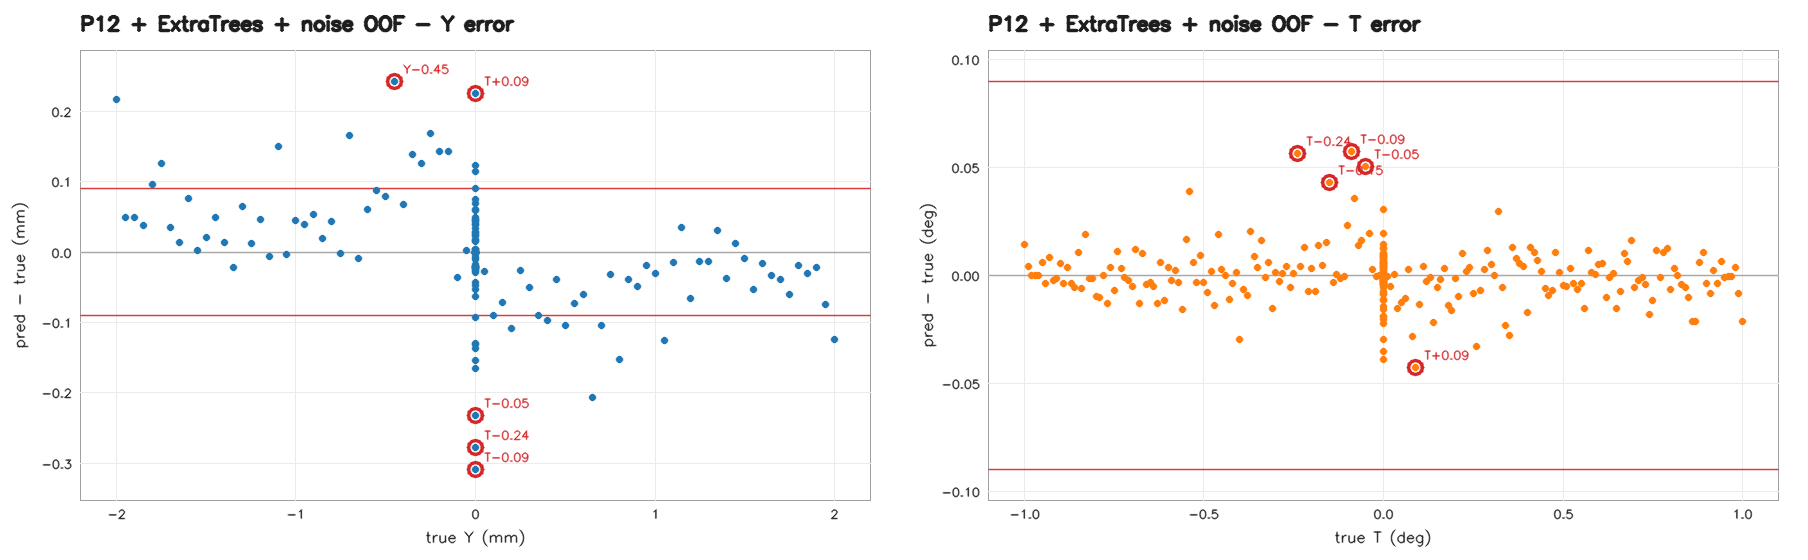 P12 + ExtraTrees + noise OOF - Y error
Y-0.45
T+0.09
0.2
0.1
0.0
-0.1
-0.2
-0.3
T-0.05
T-0.24
T-0.09
-2
-1
0
1
2
true Y (mm)
pred - true (mm)
P12 + ExtraTrees + noise OOF - T error
0.10
0.05
0.00
-0.05
-0.10
T-0.24
T-0.09
T-0.05
T-0.15
T+0.09
-1.0
-0.5
0.0
0.5
1.0
true T (deg)
pred - true (deg)